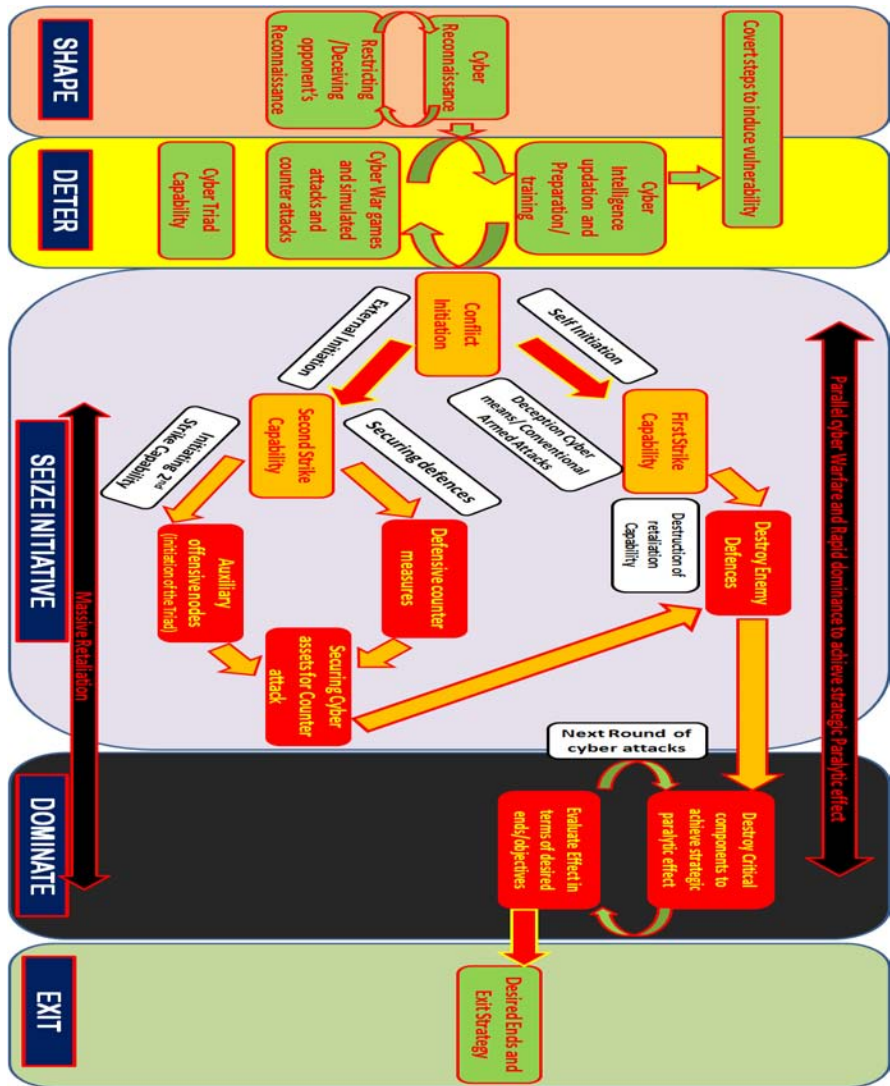 Covert steps to induce vulnerability
Cyber
Reconnaissance
Restricting
/Deceiving
opponent's
Reconnaissance
SHAPE
Cyber
Intelligence
updation and
Preparation/
training
Cyber War games
and simulated
attacks and
counter attacks
Cyber Triad
Capability
DETER
Parallel cyber Warfare and Rapid dominance to achieve strategic Paralytic effect
Conflict
Initiation
Self Initiation
External Initiation
First Strike
Capability
Deception Cyber
means/ Conventional
Armed Attacks
Second Strike
Capability
Securing defences
Initiating 2nd
Strike Capability
Destroy Enemy
Defences
Destruction of
retaliation
Capability
Defensive counter
measures
Auxiliary
offensive nodes
(initiation of the Triad)
Securing Cyber
assets for Counter
attack
Massive Retaliation
SEIZE INITIATIVE
Next Round of
cyber attacks
Destroy Critical
components to
achieve strategic
paralytic effect
Evaluate Effect in
terms of desired
ends/objectives
DOMINATE
Desired Ends and
Exit Strategy
EXIT